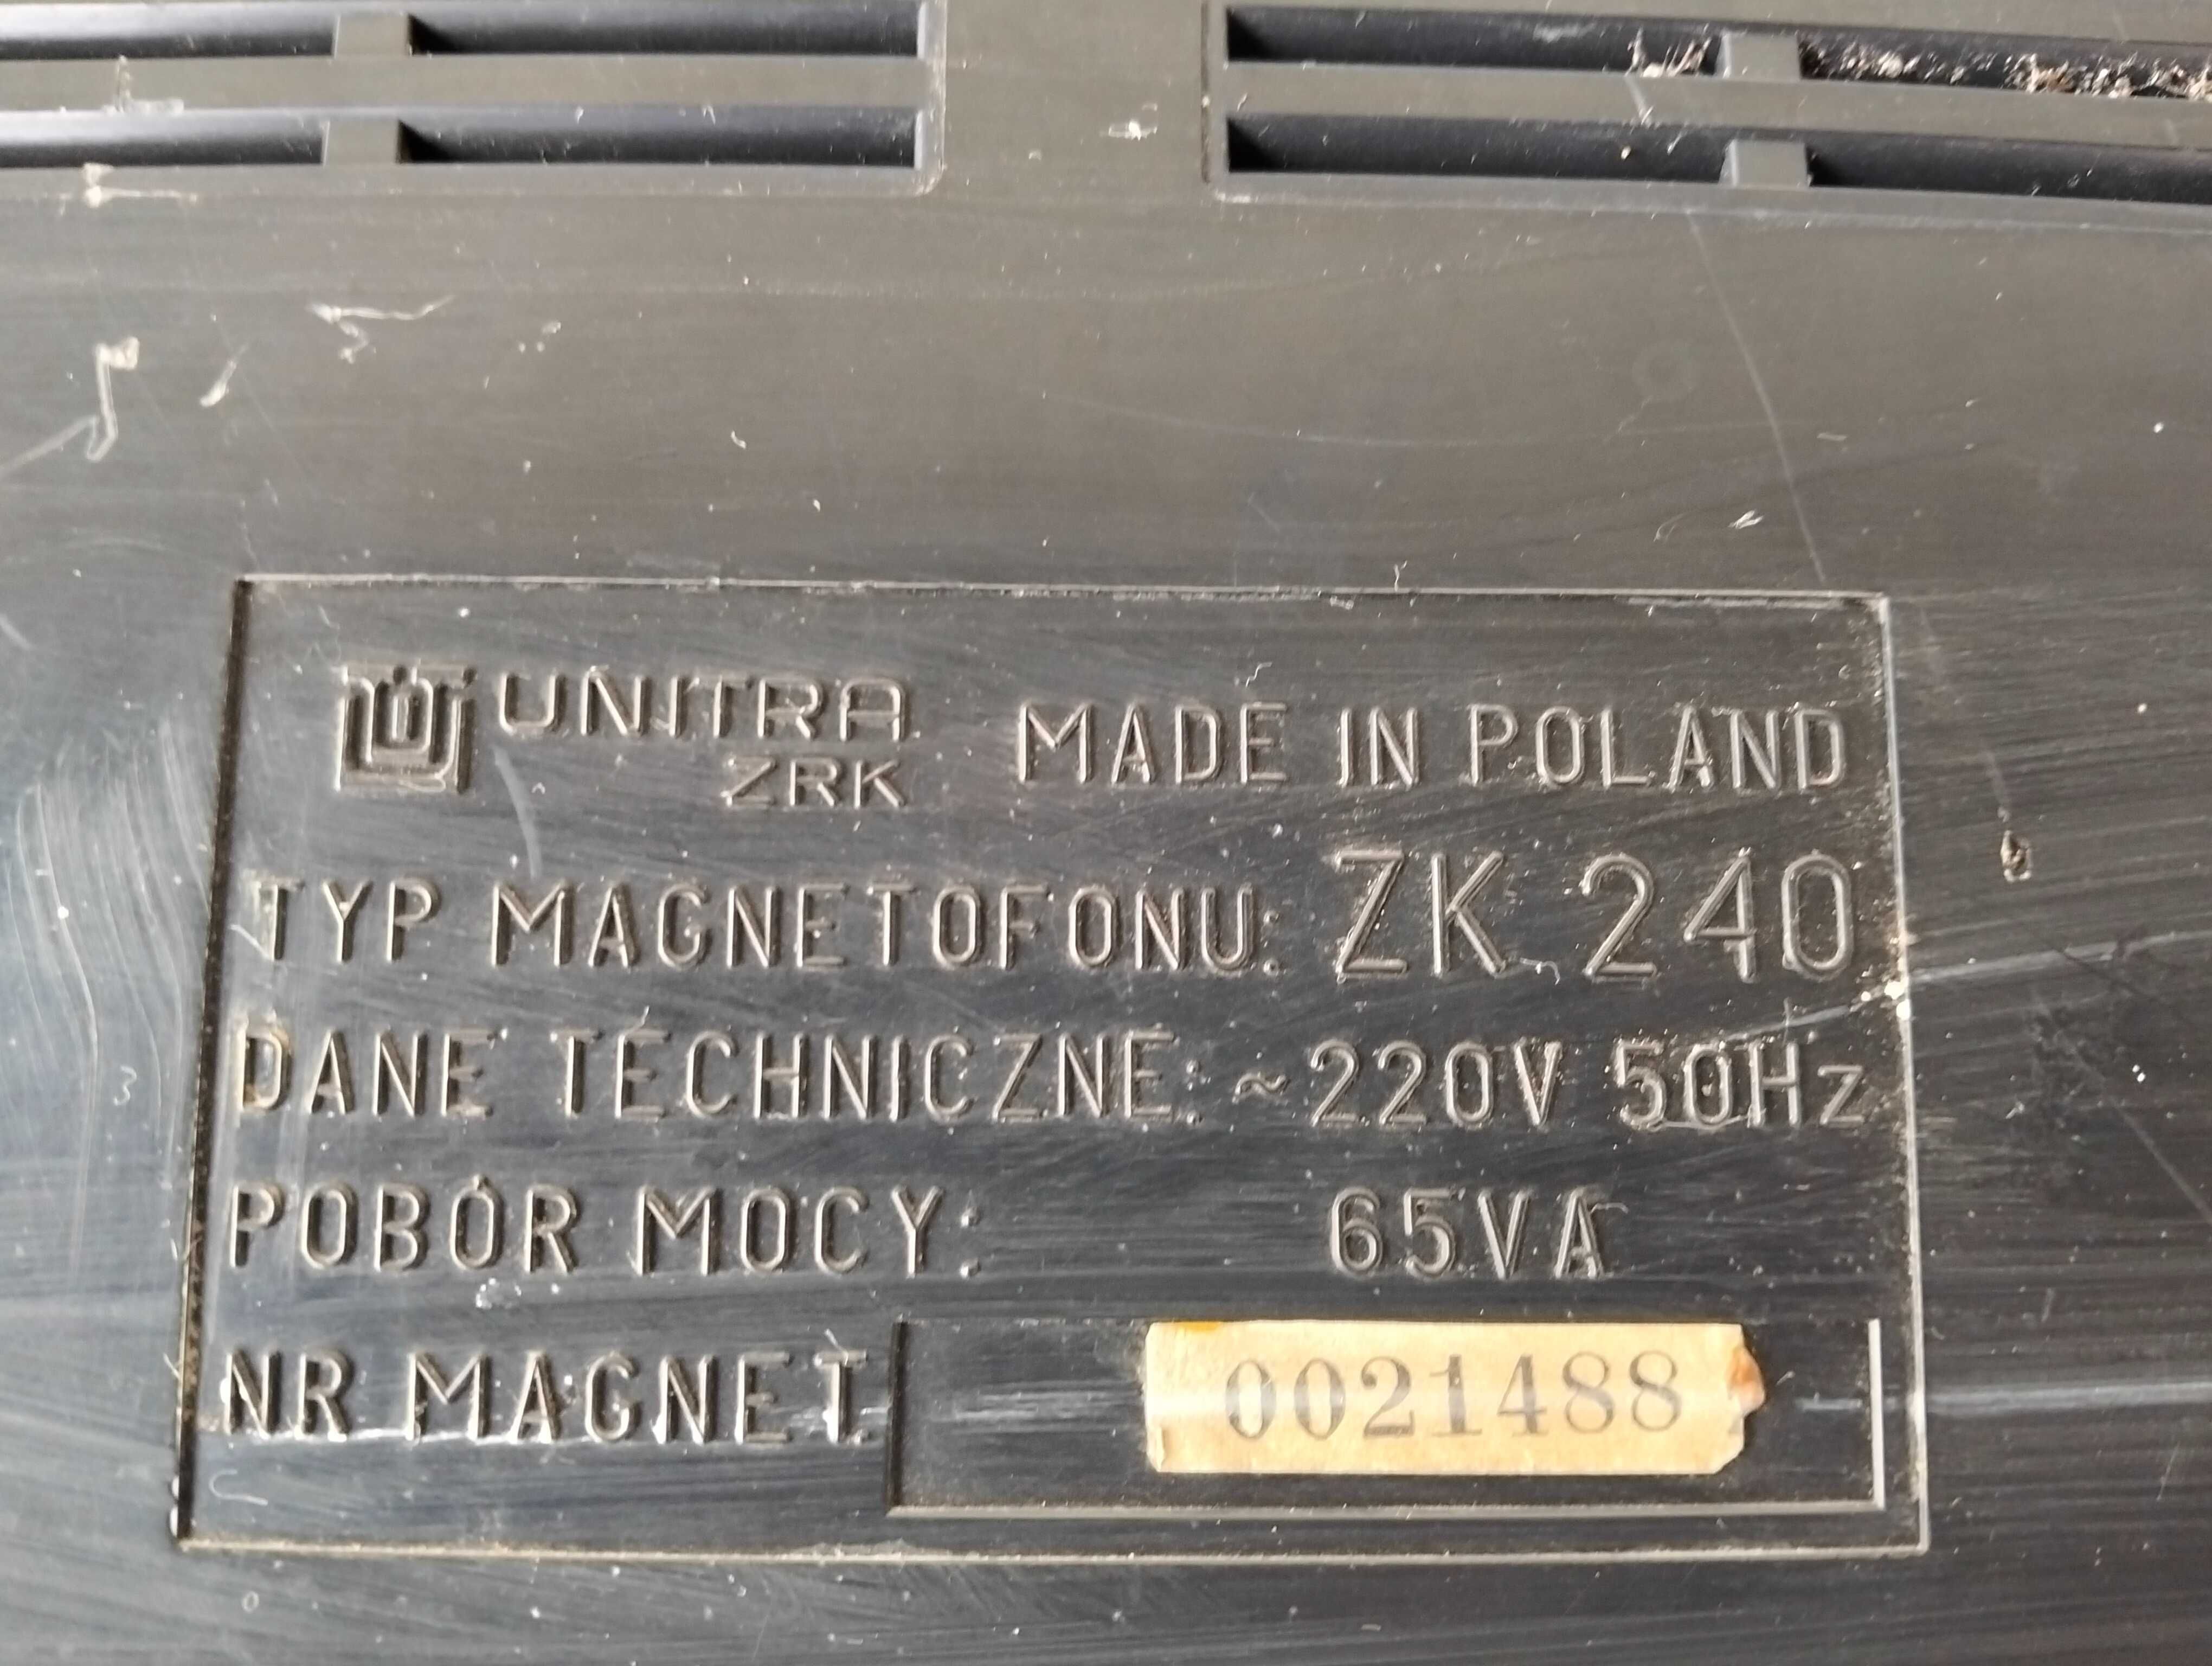 UNITRA MADE IN POLAND
ZRK
TYP MAGNETOFONU: ZK 240
DANE TECHNICZNE: ~220V 50Hz
POBÓR MOCY: 65VA
NR MAGNET. 0021488